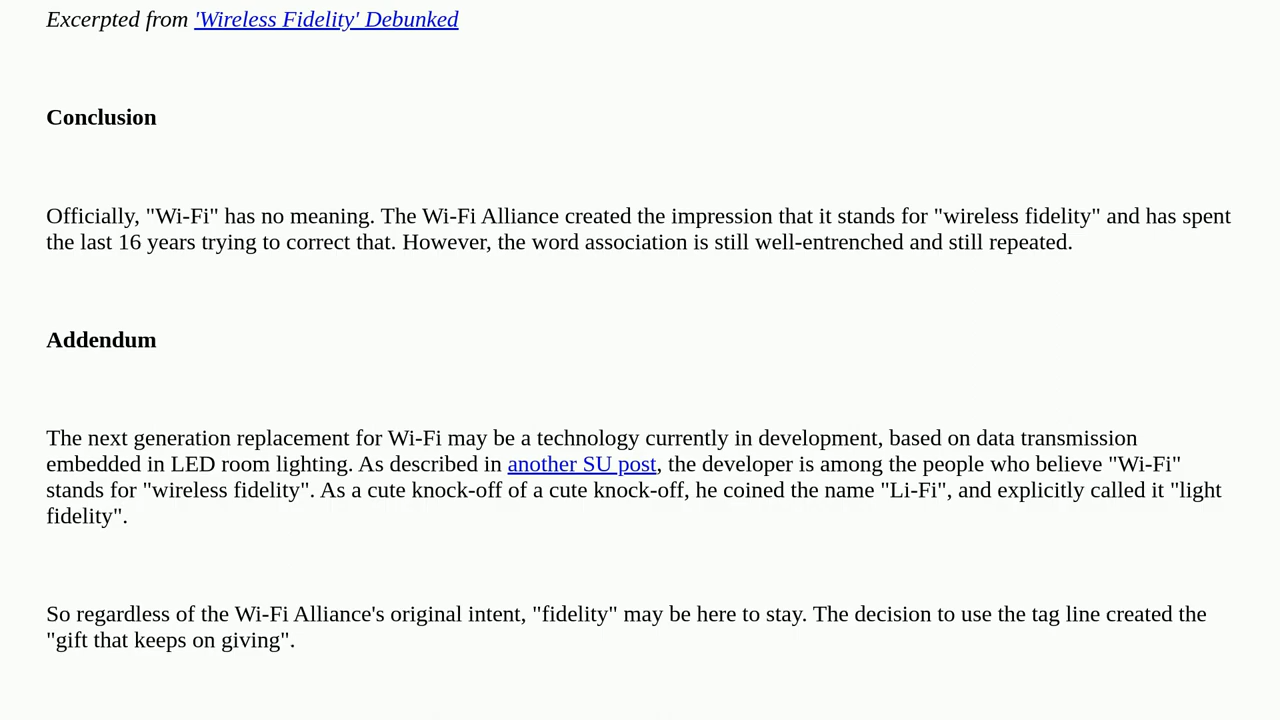 Excerpted from 'Wireless Fidelity' Debunked
Conclusion
Officially, "Wi-Fi" has no meaning. The Wi-Fi Alliance created the impression that it stands for "wireless fidelity" and has spent
the last 16 years trying to correct that. However, the word association is still well-entrenched and still repeated.
Addendum
The next generation replacement for Wi-Fi may be a technology currently in development, based on data transmission
embedded in LED room lighting. As described in another SU post, the developer is among the people who believe "Wi-Fi"
stands for "wireless fidelity". As a cute knock-off of a cute knock-off, he coined the name "Li-Fi", and explicitly called it "light
fidelity".
So regardless of the Wi-Fi Alliance's original intent, "fidelity" may be here to stay. The decision to use the tag line created the
"gift that keeps on giving".